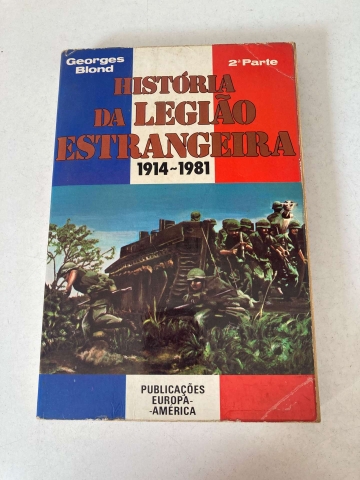 Georges
Blond
2ª Parte
HISTÓRIA
DA LEGIÃO
ESTRANGEIRA
1914~1981
PUBLICAÇÕES
EUROPA-
-AMÉRICA